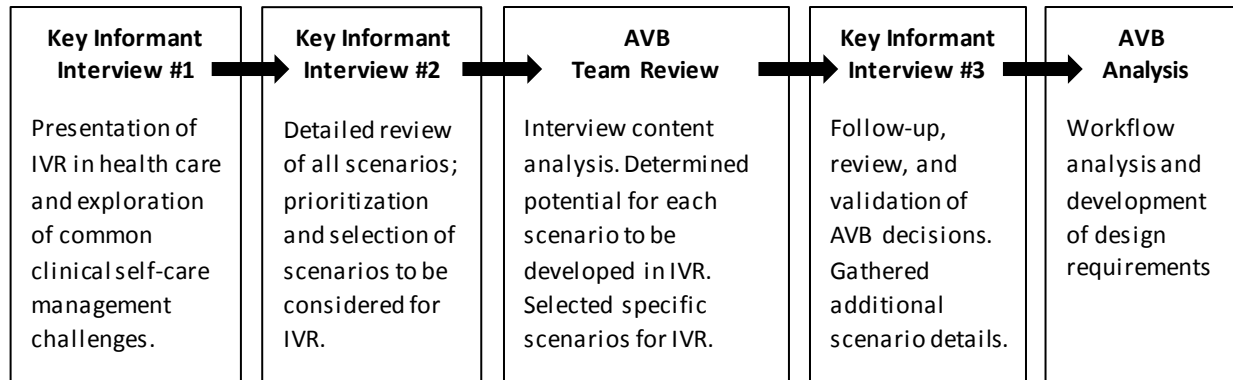 Key Informant
Interview #1
Presentation of
IVR in health care
and exploration
of common
clinical self-care
management
challenges.
Key Informant
Interview #2
Detailed review
of all scenarios;
prioritization
and selection of
scenarios to be
considered for
IVR.
AVB
Team Review
Interview content
analysis. Determined
potential for each
scenario to be
developed in IVR.
Selected specific
scenarios for IVR.
Key Informant
Interview #3
Follow-up,
review, and
validation of
AVB decisions.
Gathered
additional
scenario details.
AVB
Analysis
Workflow
analysis and
development
of design
requirements